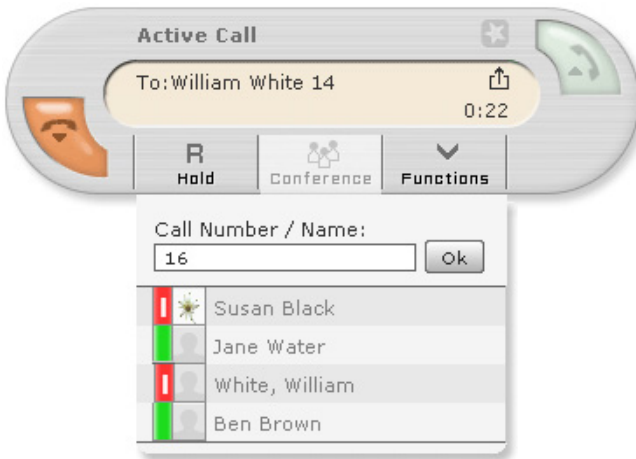 Active Call
To:William White 14
0:22
R
Hold
Conference
Functions
Call Number / Name:
16
Ok
Susan Black
Jane Water
White, William
Ben Brown